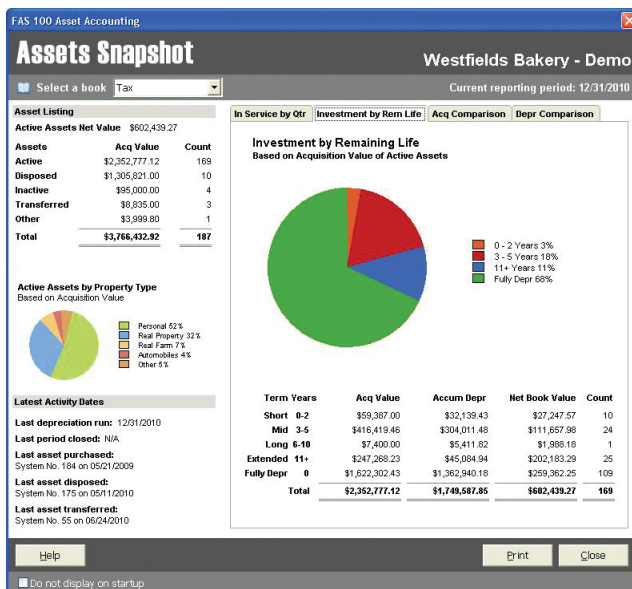 FAS 100 Asset Accounting
Assets Snapshot
Westfields Bakery - Demo
Select a book Tax
Current reporting period: 12/31/2010
Asset Listing
Active Assets Net Value $602,439.27
Assets Acq Value Count
Active $2,352,777.12 169
Disposed $1,305,821.00 10
Inactive $95,000.00 4
Transferred $8,835.00 3
Other $3,999.80 1
Total $3,766,432.92 187
Active Assets by Property Type
Based on Acquisition Value
Personal 52%
Real Property 32%
Real Farm 7%
Automobiles 4%
Other 5%
Latest Activity Dates
Last depreciation run: 12/31/2010
Last period closed: N/A
Last asset purchased:
System No. 184 on 05/21/2009
Last asset disposed:
System No. 175 on 05/11/2010
Last asset transferred:
System No. 55 on 06/24/2010
In Service by Qtr Investment by Rem Life Acq Comparison Depr Comparison
Investment by Remaining Life
Based on Acquisition Value of Active Assets
0 - 2 Years 3%
3 - 5 Years 18%
11+ Years 11%
Fully Depr 68%
Term Years Acq Value Accum Depr Net Book Value Count
Short 0-2 $59,387.00 $32,139.43 $27,247.57 10
Mid 3-5 $416,419.46 $304,011.48 $111,657.98 24
Long 6-10 $7,400.00 $5,411.82 $1,988.18 1
Extended 11+ $247,268.23 $45,084.94 $202,183.29 25
Fully Depr 0 $1,622,302.43 $1,362,940.18 $259,362.25 109
Total $2,352,777.12 $1,749,587.85 $602,439.27 169
Help Print Close
Do not display on startup